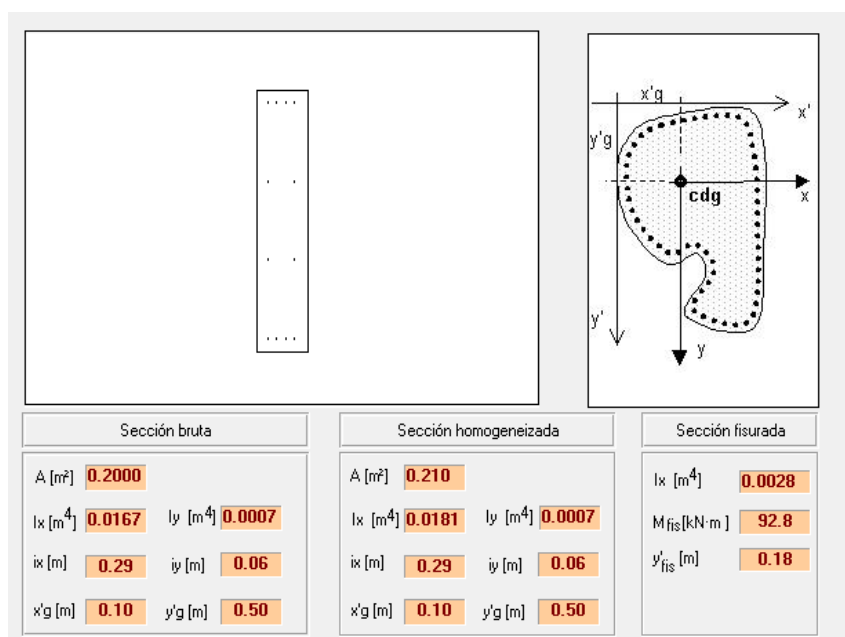 x'g
x'
y'g
cdg
x
y'
y
Sección bruta
Sección homogeneizada
Sección fisurada
A [m²] 0.2000
A [m²] 0.210
Ix [m4] 0.0028
Ix [m4] 0.0167 Iy [m4] 0.0007
Ix [m4] 0.0181 Iy [m4] 0.0007
Mfis[kN·m ] 92.8
ix [m] 0.29 iy [m] 0.06
ix [m] 0.29 iy [m] 0.06
y'fis [m] 0.18
x'g [m] 0.10 y'g [m] 0.50
x'g [m] 0.10 y'g [m] 0.50